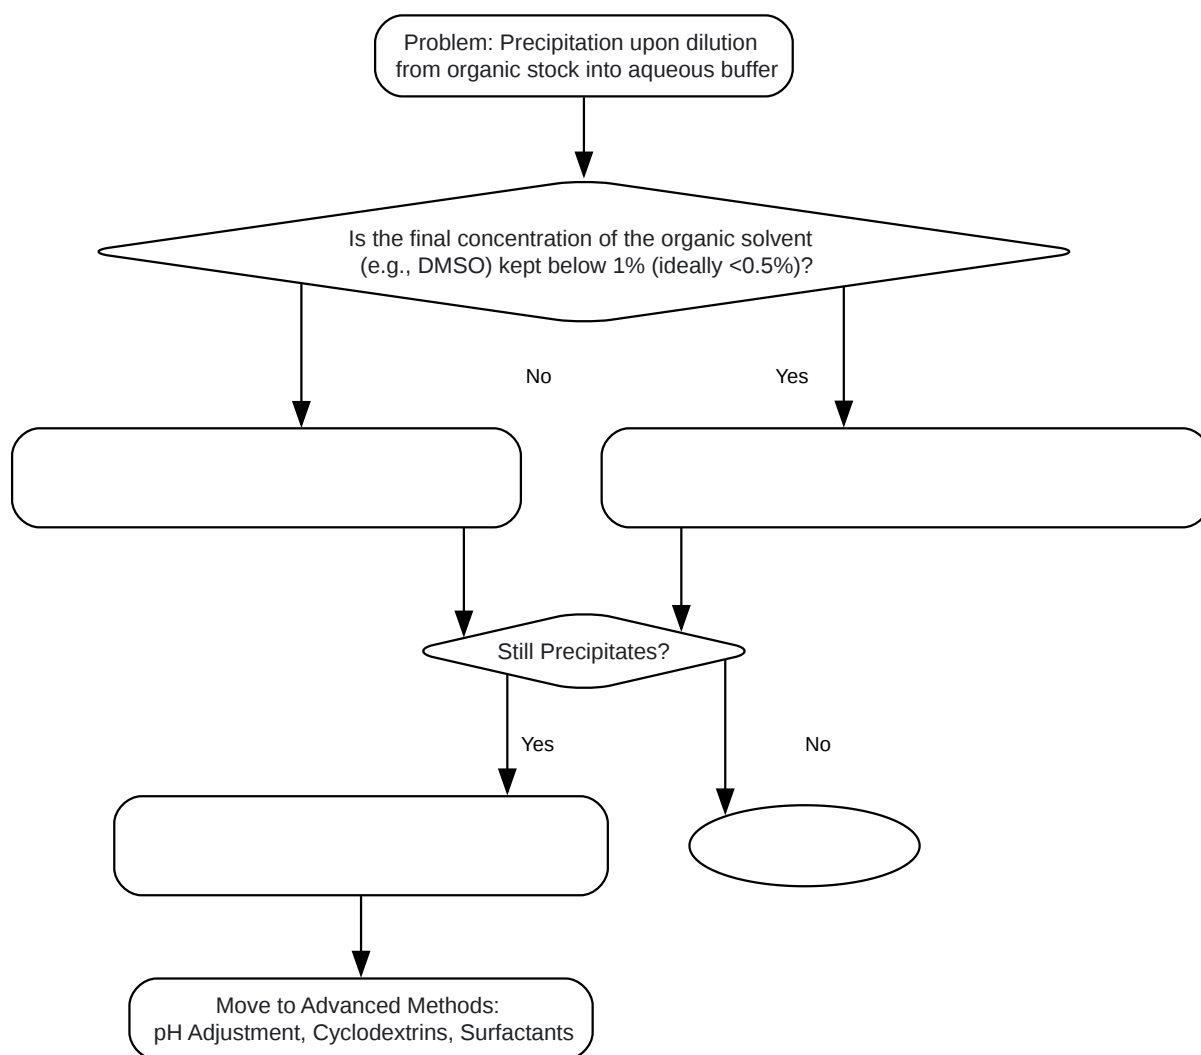 Problem: Precipitation upon dilution
from organic stock into aqueous buffer
Is the final concentration of the organic solvent
(e.g., DMSO) kept below 1% (ideally <0.5%)?
No
Yes
Still Precipitates?
Yes
No
Move to Advanced Methods:
pH Adjustment, Cyclodextrins, Surfactants